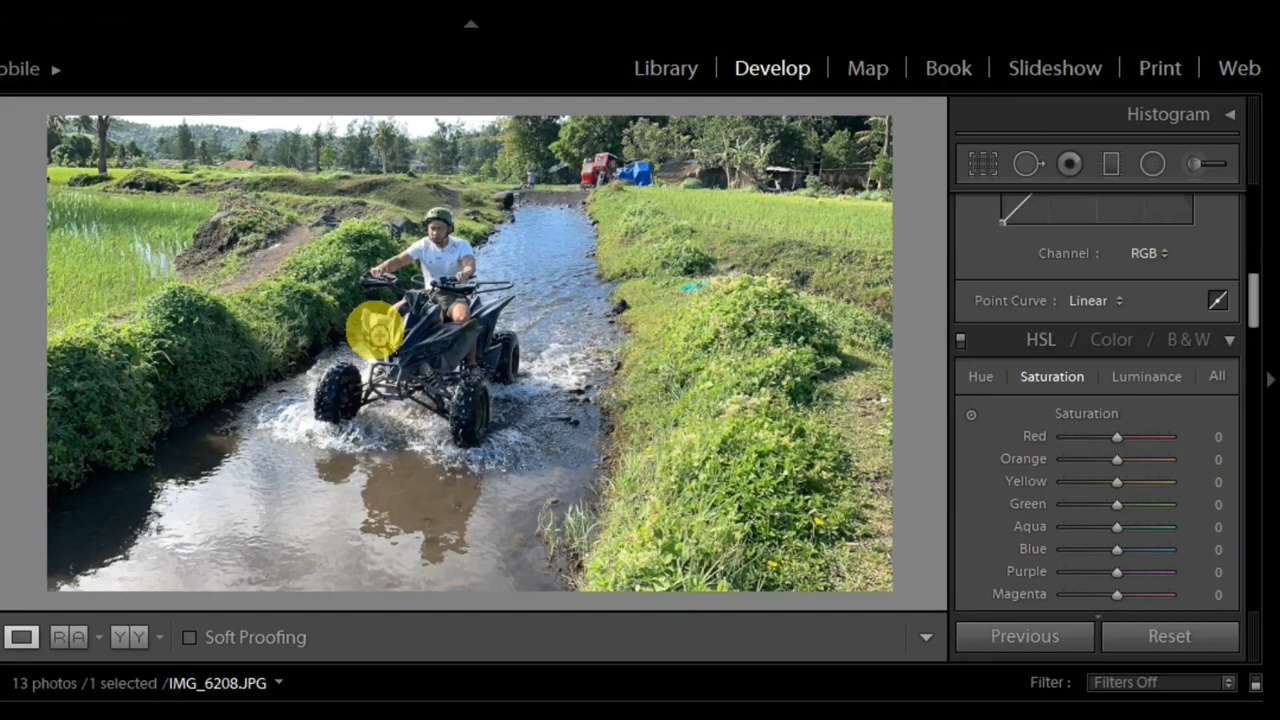 obile
Library Develop Map Book Slideshow Print Web
Histogram
Channel : RGB
Point Curve : Linear
HSL / Color / B & W
Hue Saturation Luminance All
Saturation
Red 0
Orange 0
Yellow 0
Green 0
Aqua 0
Blue 0
Purple 0
Magenta 0
R A Y Y Soft Proofing
Previous Reset
13 photos / 1 selected / IMG_6208.JPG
Filter : Filters Off